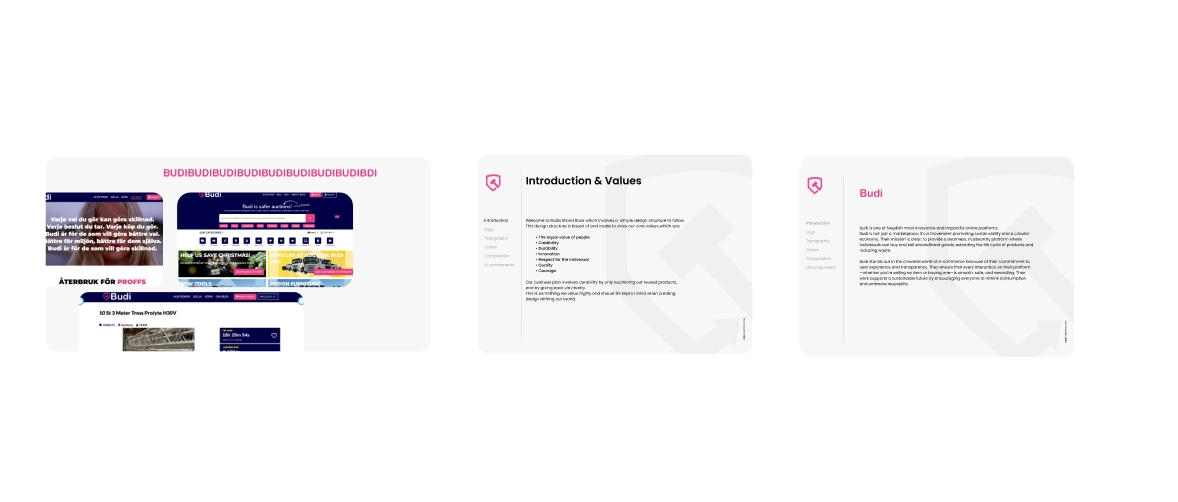 BUDIBUDIBUDIBUDIBUDIBUDIBUDIBUDIBDI
Varje val du gör kan göra skillnad.
Varje beslut du tar. Varje köp du gör.
Budi är för de som vill göra bättre val.
bättre för miljön, bättre för dem själva.
Budi är för de som vill göra skillnad.
ÅTERBRUK FÖR PROFFS
Budi
Budi is safer auctions!
HELP US SAVE CHRISTMAS!
VEHICLES AT AUCTION
NEW TOOLS
DESIGN FURNITURE
Budi
10 St 3 Meter Tross Prolyte H30V
16h 29m 54s
Introduction & Values
Introduction
Logo
Typography
Colors
Composition
UI components
Welcome to Budis Brand Book which involves a simple design structure to follow.
This design structure is based of and made to show our core values which are:
• The equal value of people
• Credibility
• Durability
• Innovation
• Respect for the individual
• Quality
• Courage
Our business plan involves durability by only auctioning out reused products,
and by giving back via charity.
This is something we value highly and should be kept in mind when creating
design withing our brand.
Budi
Introduction
Logo
Typography
Colors
Composition
UI components
Budi is one of Swedish most innovative and impactful online platforms.
Budi is not just a marketplace; it's a movement promoting sustainability and a circular
economy. Their mission is clear: to provide a seamless, trustworthy platform where
individuals can buy and sell secondhand goods, extending the life cycle of products and
reducing waste.
Budi stands out in the crowded world of e-commerce because of their commitment to
user experience and transparency. They ensure that every interaction on their platform
—whether you're selling an item or buying one—is smooth, safe, and rewarding. Their
work supports a sustainable future by encouraging everyone to rethink consumption
and embrace reusability.